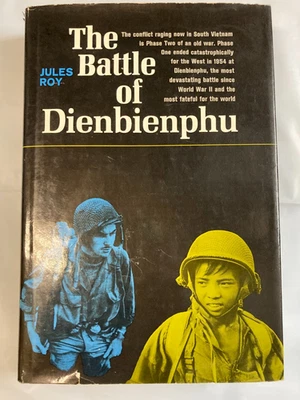 The
Battle
of
Dienbienphu
JULES
ROY
The conflict raging now in South Vietnam
is Phase Two of an old war. Phase
One ended catastrophically
for the West in 1954 at
Dienbienphu, the most
devastating battle since
World War II and the
most fateful for the world